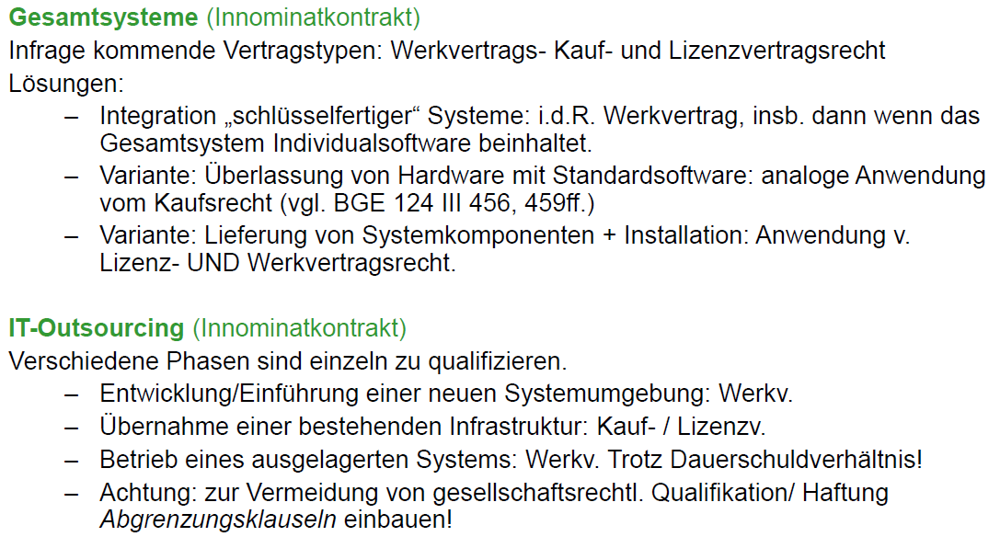 Gesamtsysteme (Innominatkontrakt)
Infrage kommende Vertragstypen: Werkvertrags- Kauf- und Lizenzvertragsrecht
Lösungen:
– Integration „schlüsselfertiger“ Systeme: i.d.R. Werkvertrag, insb. dann wenn das
Gesamtsystem Individualsoftware beinhaltet.
– Variante: Überlassung von Hardware mit Standardsoftware: analoge Anwendung
vom Kaufsrecht (vgl. BGE 124 III 456, 459ff.)
– Variante: Lieferung von Systemkomponenten + Installation: Anwendung v.
Lizenz- UND Werkvertragsrecht.
IT-Outsourcing (Innominatkontrakt)
Verschiedene Phasen sind einzeln zu qualifizieren.
– Entwicklung/Einführung einer neuen Systemumgebung: Werkv.
– Übernahme einer bestehenden Infrastruktur: Kauf- / Lizenzv.
– Betrieb eines ausgelagerten Systems: Werkv. Trotz Dauerschuldverhältnis!
– Achtung: zur Vermeidung von gesellschaftsrechtl. Qualifikation/ Haftung
Abgrenzungsklauseln einbauen!